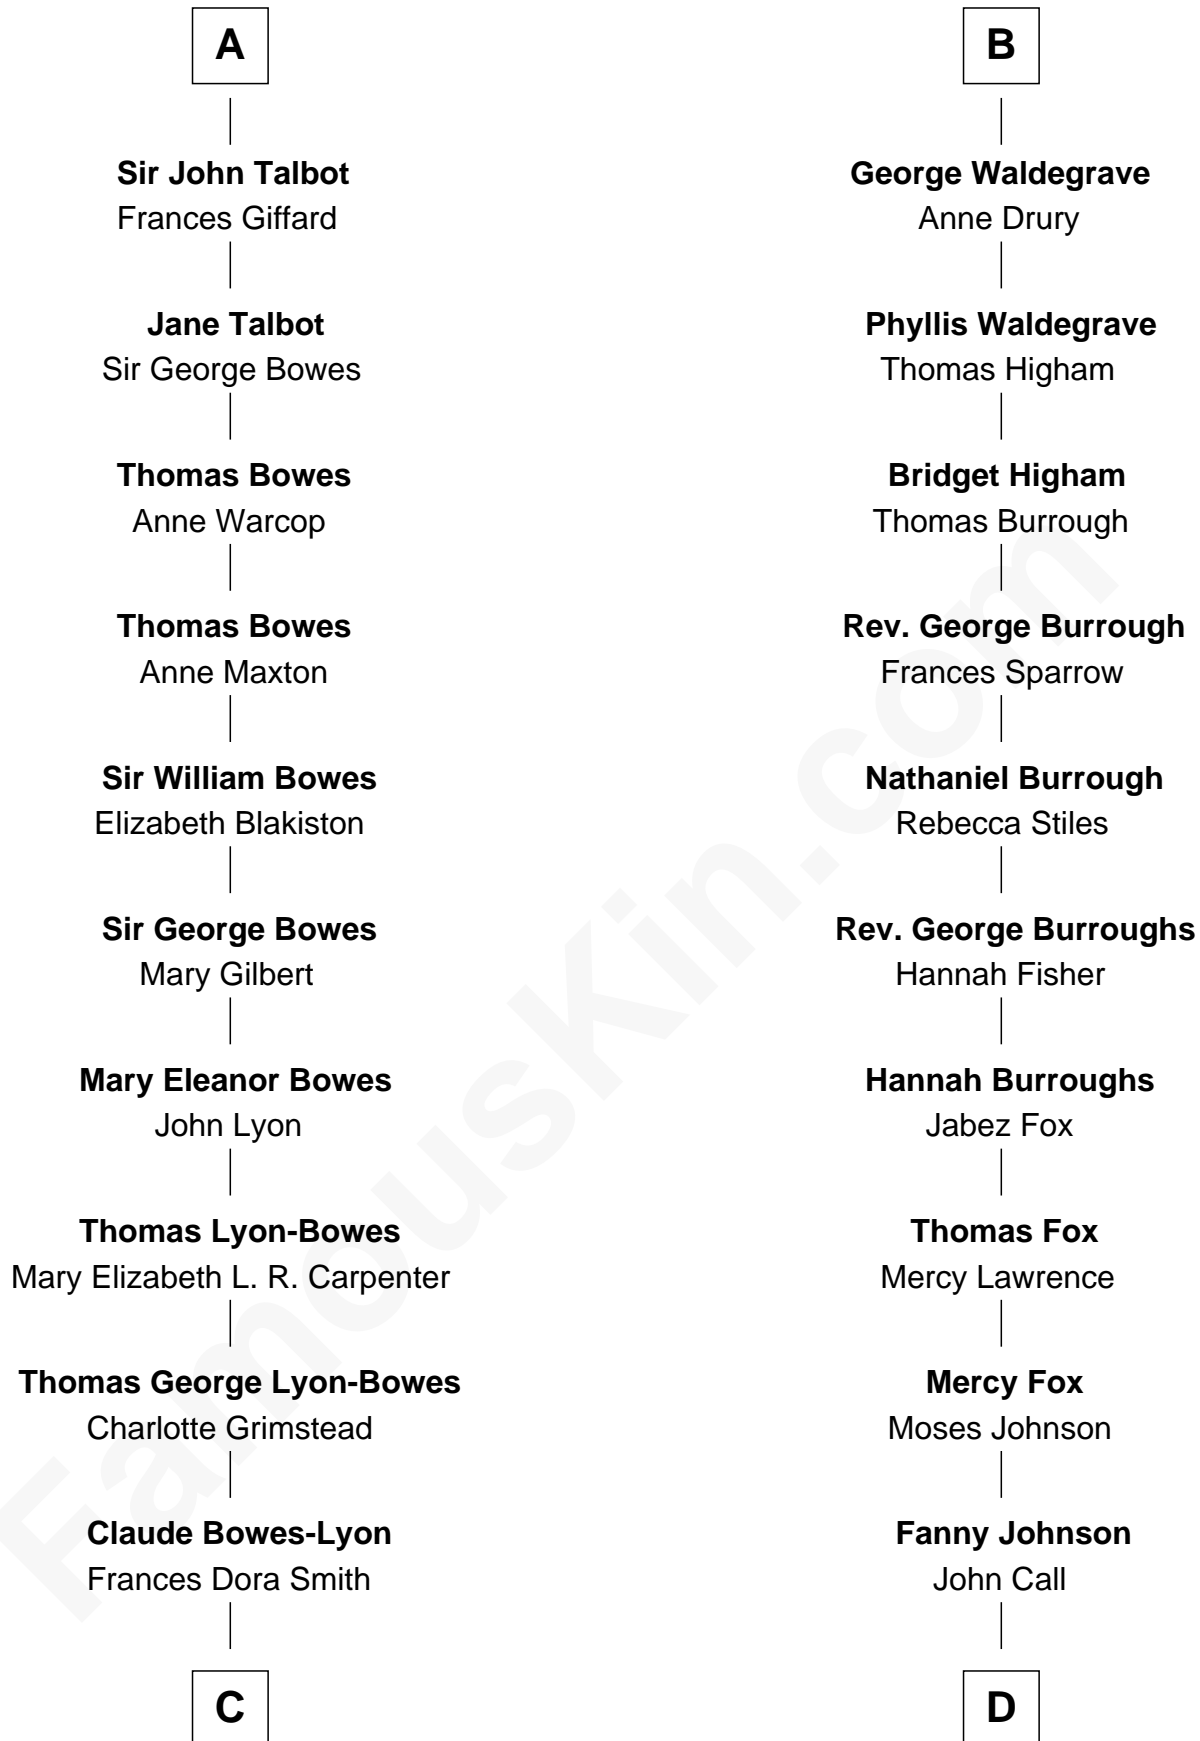 A
Sir John Talbot
Frances Giffard
Jane Talbot
Sir George Bowes
Thomas Bowes
Anne Warcop
Thomas Bowes
Anne Maxton
Sir William Bowes
Elizabeth Blakiston
Sir George Bowes
Mary Gilbert
Mary Eleanor Bowes
John Lyon
Thomas Lyon-Bowes
Mary Elizabeth L. R. Carpenter
Thomas George Lyon-Bowes
Charlotte Grimstead
Claude Bowes-Lyon
Frances Dora Smith
C
B
George Waldegrave
Anne Drury
Phyllis Waldegrave
Thomas Higham
Bridget Higham
Thomas Burrough
Rev. George Burrough
Frances Sparrow
Nathaniel Burrough
Rebecca Stiles
Rev. George Burroughs
Hannah Fisher
Hannah Burroughs
Jabez Fox
Thomas Fox
Mercy Lawrence
Mercy Fox
Moses Johnson
Fanny Johnson
John Call
D
FamousKin.com